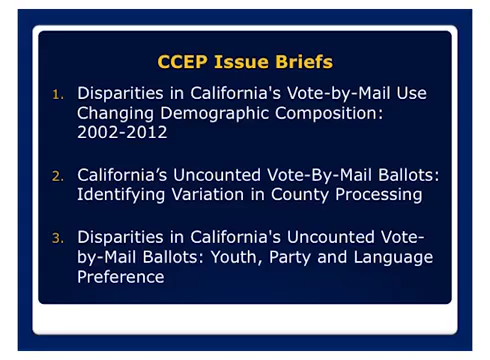 CCEP Issue Briefs
1. Disparities in California's Vote-by-Mail Use
Changing Demographic Composition:
2002-2012
2. California’s Uncounted Vote-By-Mail Ballots:
Identifying Variation in County Processing
3. Disparities in California's Uncounted Vote-
by-Mail Ballots: Youth, Party and Language
Preference